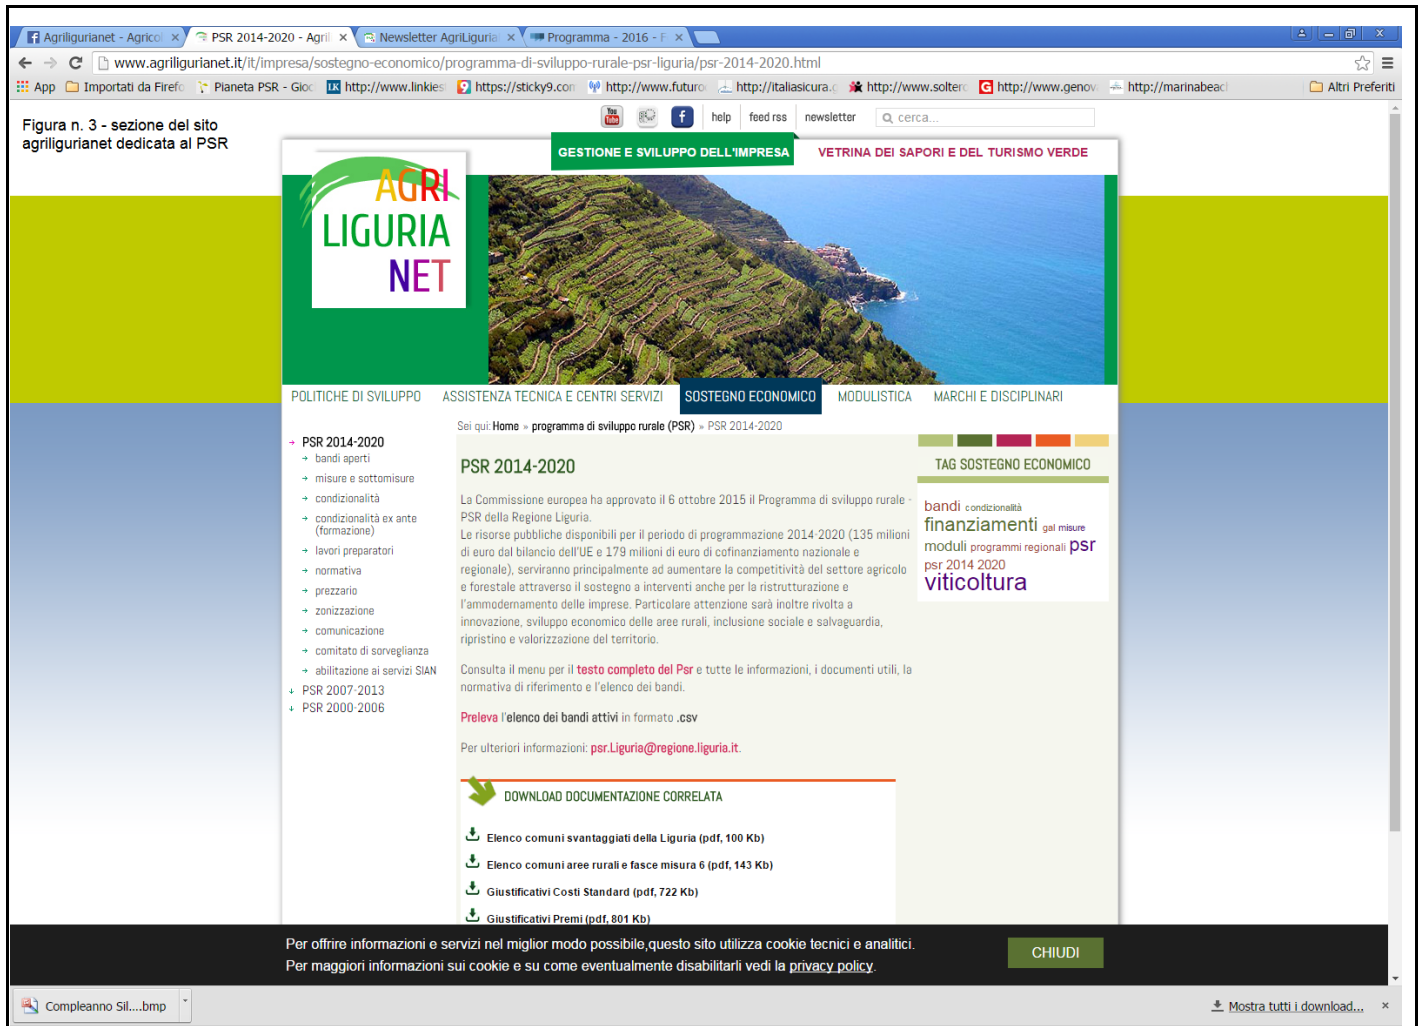 Agriligurianet - Agricol
PSR 2014-2020 - Agril
Newsletter AgriLiguria
Programma - 2016 - F
www.agrilgurianet.it/it/impresa/sostegno-economico/programma-di-sviluppo-rurale-psr-liguria/psr-2014-2020.html
App
Importati da Firefo
Pianeta PSR - Gioc
http://www.linkies
https://sticky9.con
http://www.futuro
http://italiasicura.g
http://www.solterc
http://www.genov
http://marinabeacl
Altri Preferiti
Figura n. 3 - sezione del sito
agriligurianet dedicata al PSR
You Tube
help
feed rss
newsletter
cerca...
GESTIONE E SVILUPPO DELL'IMPRESA
VETRINA DEI SAPORI E DEL TURISMO VERDE
AGRI
LIGURIA
NET
POLITICHE DI SVILUPPO
ASSISTENZA TECNICA E CENTRI SERVIZI
SOSTEGNO ECONOMICO
MODULISTICA
MARCHI E DISCIPLINARI
Sei qui: Home » programma di sviluppo rurale (PSR) » PSR 2014-2020
PSR 2014-2020
bandi aperti
misure e sottomisure
condizionalità
condizionalità ex ante
(formazione)
lavori preparatori
normativa
prezzario
zonizzazione
comunicazione
comitato di sorveglianza
abilitazione ai servizi SIAN
PSR 2007-2013
PSR 2000-2006
PSR 2014-2020
La Commissione europea ha approvato il 6 ottobre 2015 il Programma di sviluppo rurale -
PSR della Regione Liguria.
Le risorse pubbliche disponibili per il periodo di programmazione 2014-2020 (135 milioni
di euro dal bilancio dell'UE e 179 milioni di euro di cofinanziamento nazionale e
regionale), serviranno principalmente ad aumentare la competitività del settore agricolo
e forestale attraverso il sostegno a interventi anche per la ristrutturazione e
l'ammodernamento delle imprese. Particolare attenzione sarà inoltre rivolta a
innovazione, sviluppo economico delle aree rurali, inclusione sociale e salvaguardia,
ripristino e valorizzazione del territorio.
Consulta il menu per il testo completo del Psr e tutte le informazioni, i documenti utili, la
normativa di riferimento e l'elenco dei bandi.
Preleva l'elenco dei bandi attivi in formato .csv
Per ulteriori informazioni: psr.Liguria@regione.liguria.it.
DOWNLOAD DOCUMENTAZIONE CORRELATA
Elenco comuni svantaggiati della Liguria (pdf, 100 Kb)
Elenco comuni aree rurali e fasce misura 6 (pdf, 143 Kb)
Giustificativi Costi Standard (pdf, 722 Kb)
Giustificativi Premi (pdf, 801 Kb)
TAG SOSTEGNO ECONOMICO
bandi condizionalità
finanziamenti gal misure
moduli programmi regionali psr
psr 2014 2020
viticoltura
Per offrire informazioni e servizi nel miglior modo possibile,questo sito utilizza cookie tecnici e analitici.
Per maggiori informazioni sui cookie e su come eventualmente disabilitarli vedi la privacy policy.
CHIUDI
Compleanno Sil....bmp
Mostra tutti i download...